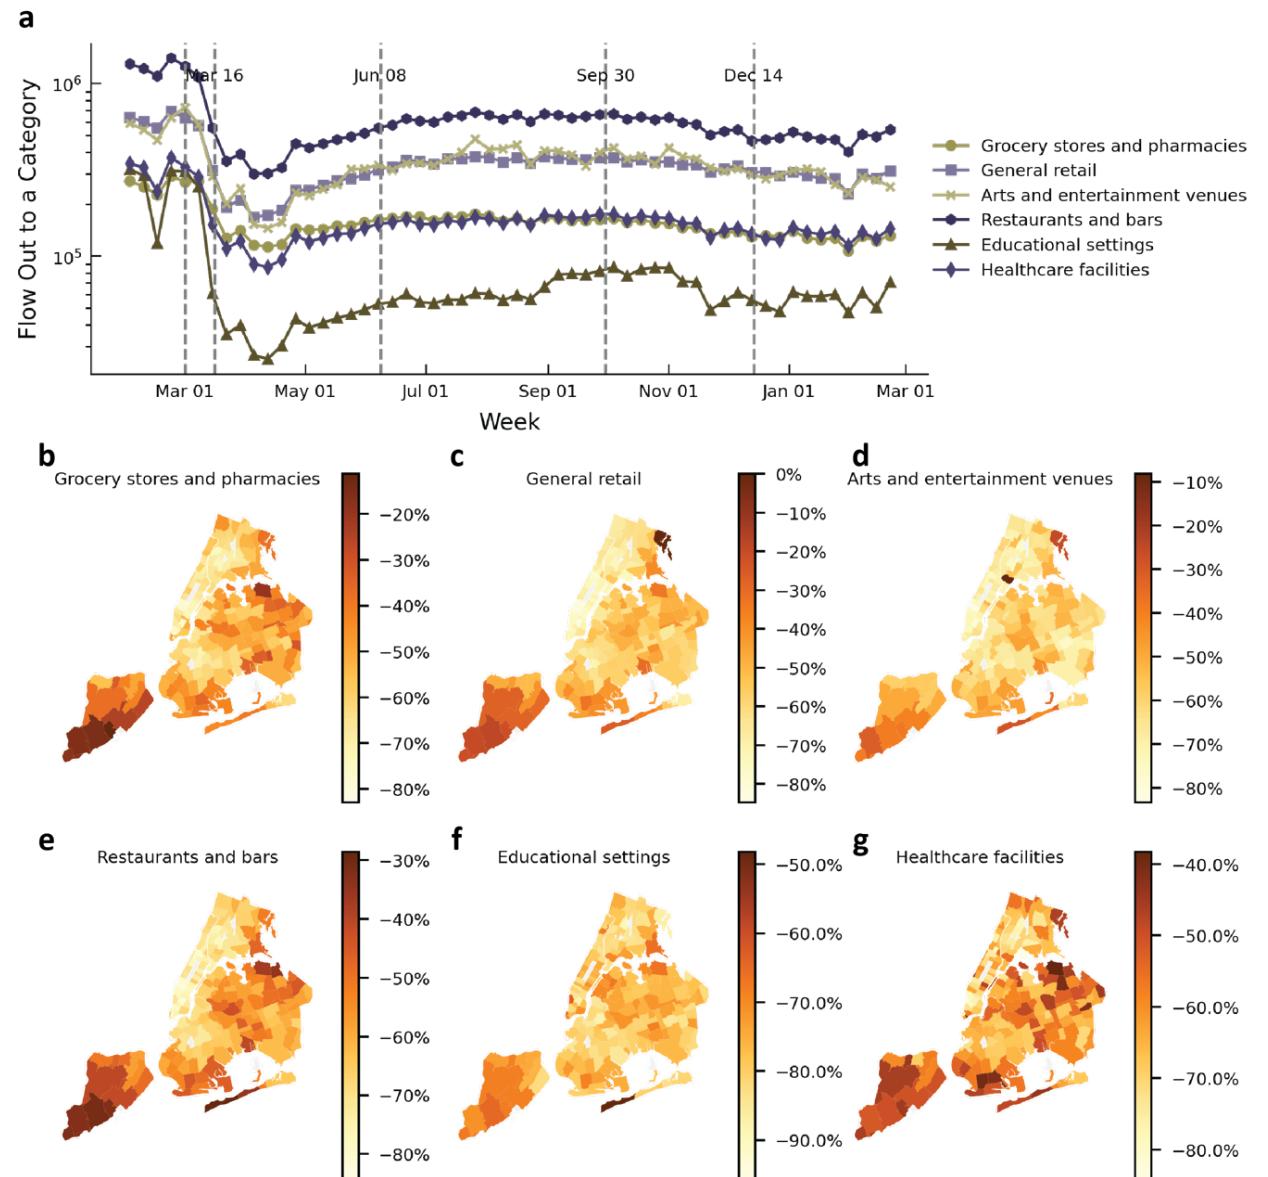 a
Flow Out to a Category
10⁶
10⁵
Mar 16
Jun 08
Sep 30
Dec 14
Mar 01
May 01
Jul 01
Sep 01
Nov 01
Jan 01
Mar 01
Week
Grocery stores and pharmacies
General retail
Arts and entertainment venues
Restaurants and bars
Educational settings
Healthcare facilities
b
Grocery stores and pharmacies
−20%
−30%
−40%
−50%
−60%
−70%
−80%
c
General retail
0%
−10%
−20%
−30%
−40%
−50%
−60%
−70%
−80%
d
Arts and entertainment venues
−10%
−20%
−30%
−40%
−50%
−60%
−70%
−80%
e
Restaurants and bars
−30%
−40%
−50%
−60%
−70%
−80%
f
Educational settings
−50.0%
−60.0%
−70.0%
−80.0%
−90.0%
g
Healthcare facilities
−40.0%
−50.0%
−60.0%
−70.0%
−80.0%